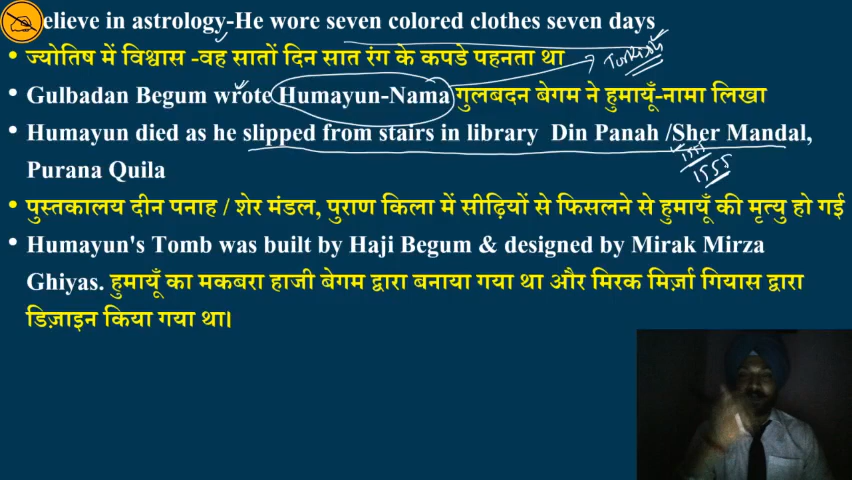 elieve in astrology-He wore seven colored clothes seven days
• ज्योतिष में विश्वास -वह सातों दिन सात रंग के कपडे पहनता था
• Gulbadan Begum wrote Humayun-Nama गुलबदन बेगम ने हुमायूँ-नामा लिखा
• Humayun died as he slipped from stairs in library Din Panah /Sher Mandal,
Purana Quila
1555
• पुस्तकालय दीन पनाह / शेर मंडल, पुराण किला में सीढ़ियों से फिसलने से हुमायूँ की मृत्यु हो गई
• Humayun's Tomb was built by Haji Begum & designed by Mirak Mirza
Ghiyas. हुमायूँ का मकबरा हाजी बेगम द्वारा बनाया गया था और मिरक मिर्ज़ा गियास द्वारा
डिज़ाइन किया गया था।